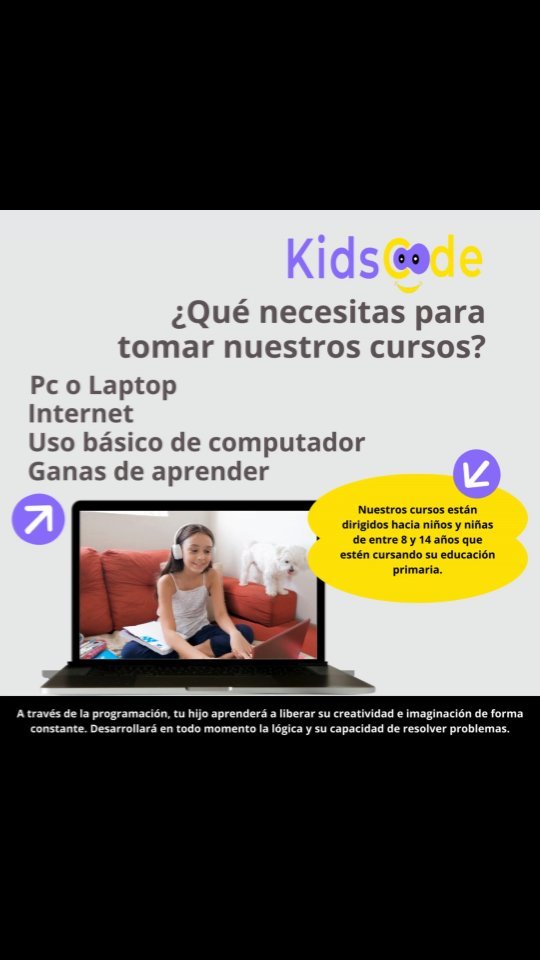 KidsCode
¿Qué necesitas para
tomar nuestros cursos?
Pc o Laptop
Internet
Uso básico de computador
Ganas de aprender
Nuestros cursos están
dirigidos hacia niños y niñas
de entre 8 y 14 años que
estén cursando su educación
primaria.
A través de la programación, tu hijo aprenderá a liberar su creatividad e imaginación de forma
constante. Desarrollará en todo momento la lógica y su capacidad de resolver problemas.